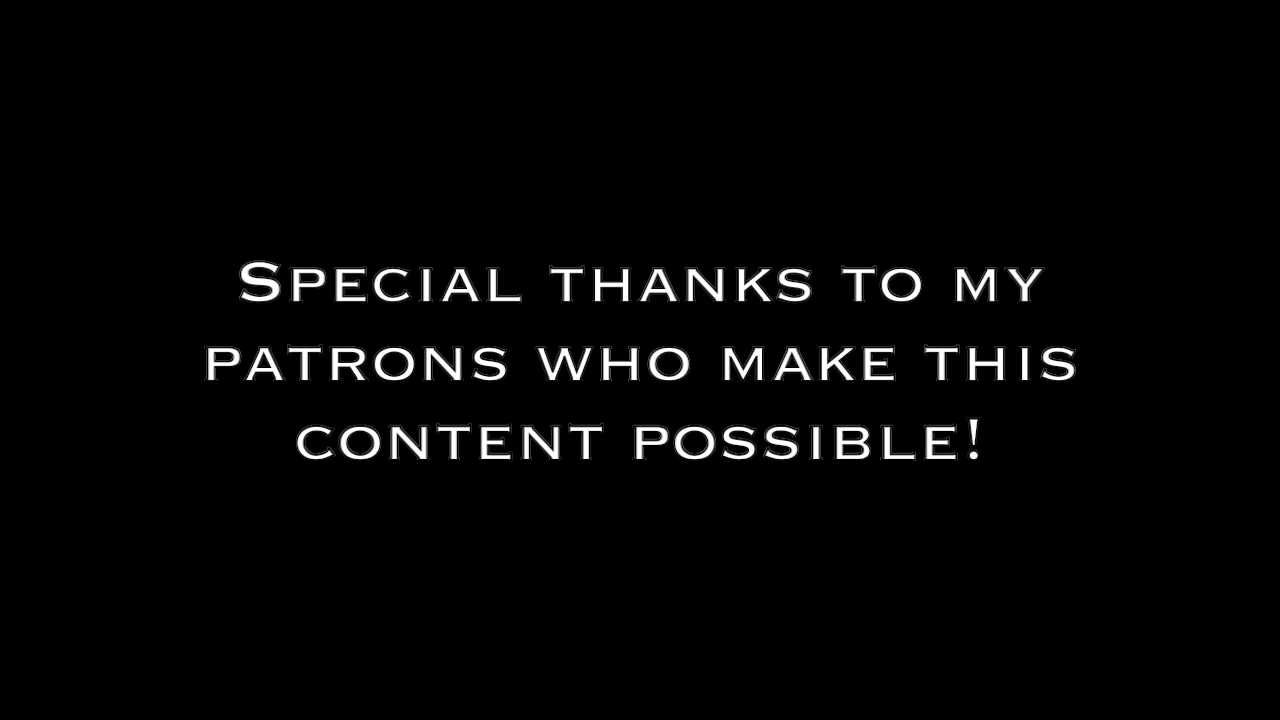 Special thanks to my
patrons who make this
content possible!